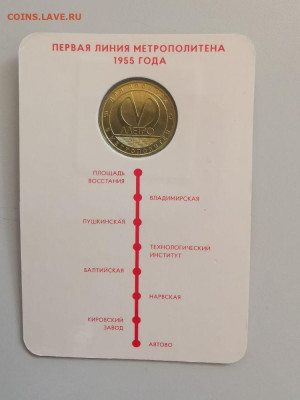 COINS.LAVE.RU
ПЕРВАЯ ЛИНИЯ МЕТРОПОЛИТЕНА
1955 ГОДА
МЕТРО
ПЛОЩАДЬ
ВОССТАНИЯ
ВЛАДИМИРСКАЯ
ПУШКИНСКАЯ
ТЕХНОЛОГИЧЕСКИЙ
ИНСТИТУТ
БАЛТИЙСКАЯ
НАРВСКАЯ
КИРОВСКИЙ
ЗАВОД
АВТОВО